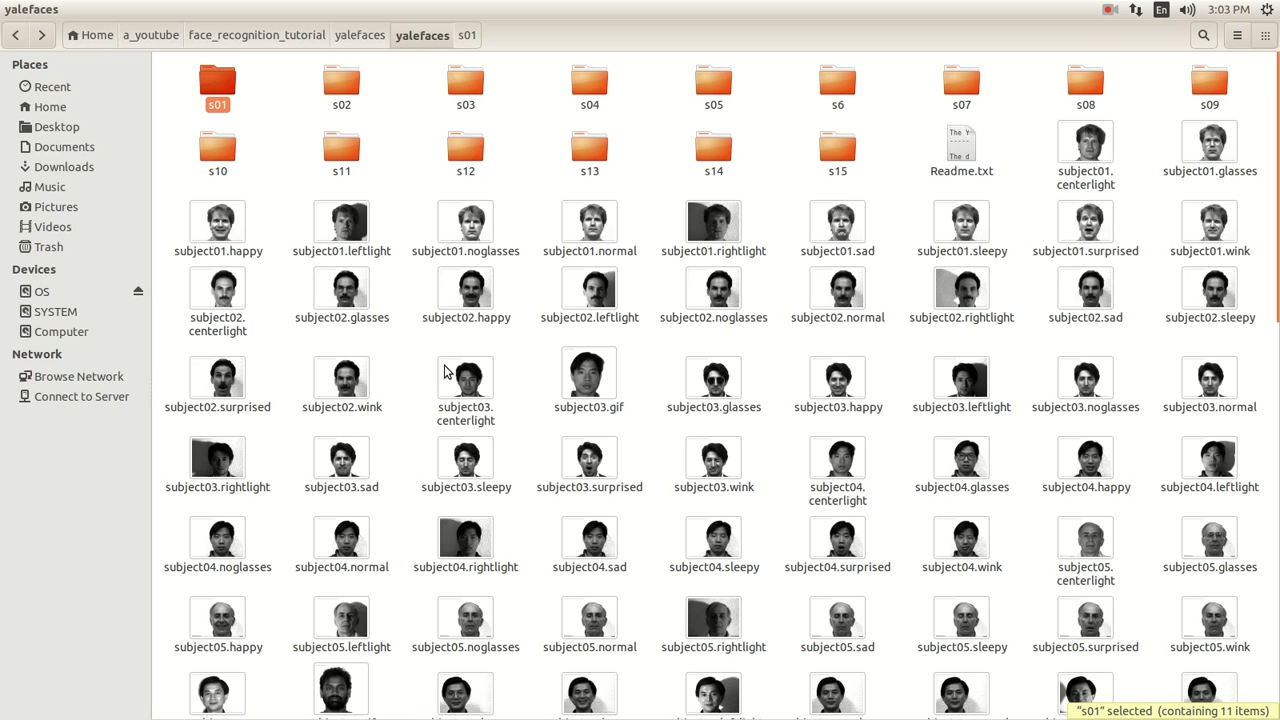 yalefaces
En
3:03 PM
Home
a_youtube
face_recognition_tutorial
yalefaces
yalefaces
s01
Places
Recent
Home
Desktop
Documents
Downloads
Music
Pictures
Videos
Trash
Devices
OS
SYSTEM
Computer
Network
Browse Network
Connect to Server
s01
s02
s03
s04
s05
s6
s07
s08
s09
s10
s11
s12
s13
s14
s15
The Y
-----
The d
Readme.txt
subject01.
centerlight
subject01.glasses
subject01.happy
subject01.leftlight
subject01.noglasses
subject01.normal
subject01.rightlight
subject01.sad
subject01.sleepy
subject01.surprised
subject01.wink
subject02.
centerlight
subject02.glasses
subject02.happy
subject02.leftlight
subject02.noglasses
subject02.normal
subject02.rightlight
subject02.sad
subject02.sleepy
subject02.surprised
subject02.wink
subject03.
centerlight
subject03.gif
subject03.glasses
subject03.happy
subject03.leftlight
subject03.noglasses
subject03.normal
subject03.rightlight
subject03.sad
subject03.sleepy
subject03.surprised
subject03.wink
subject04.
centerlight
subject04.glasses
subject04.happy
subject04.leftlight
subject04.noglasses
subject04.normal
subject04.rightlight
subject04.sad
subject04.sleepy
subject04.surprised
subject04.wink
subject05.
centerlight
subject05.glasses
subject05.happy
subject05.leftlight
subject05.noglasses
subject05.normal
subject05.rightlight
subject05.sad
subject05.sleepy
subject05.surprised
subject05.wink
"s01" selected (containing 11 items)